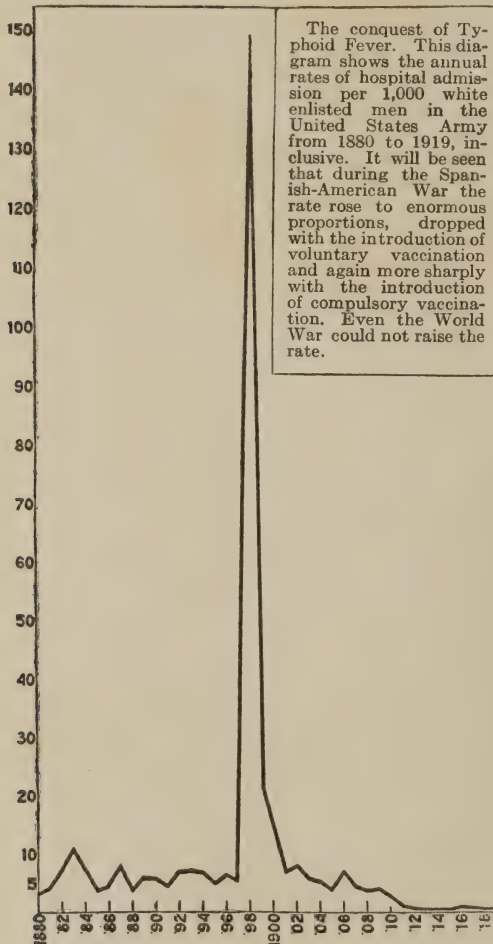 The conquest of Ty-
phoid Fever. This dia-
gram shows the annual
rates of hospital admis-
sion per 1,000 white
enlisted men in the
United States Army
from 1880 to 1919, in-
clusive. It will be seen
that during the Span-
ish-American War the
rate rose to enormous
proportions, dropped
with the introduction of
voluntary vaccination
and again more sharply
with the introduction
of compulsory vaccina-
tion. Even the World
War could not raise the
rate.
150
140
130
120
110
100
90
80
70
60
50
40
30
20
10
5
1880 '82 '84 '86 '88 '90 '92 '94 '96 '98 1900 '02 '04 '06 '08 '10 '12 '14 '16 '18